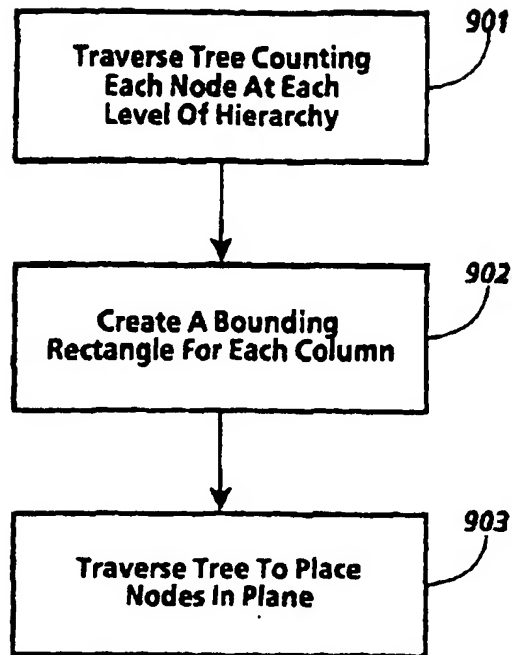 901
Traverse Tree Counting
Each Node At Each
Level Of Hierarchy
902
Create A Bounding
Rectangle For Each Column
903
Traverse Tree To Place
Nodes In Plane